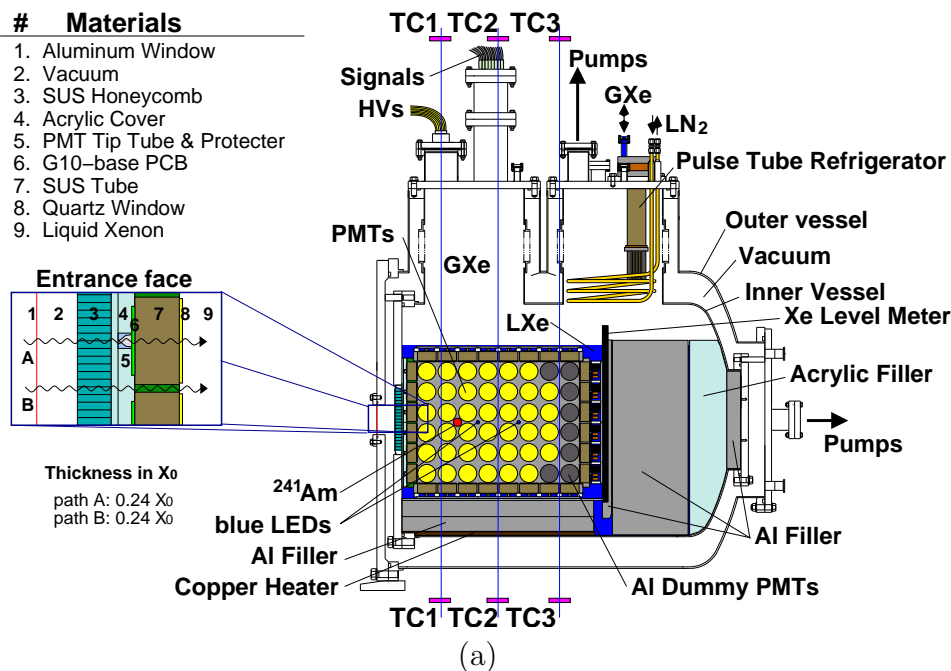 # Materials
1. Aluminum Window
2. Vacuum
3. SUS Honeycomb
4. Acrylic Cover
5. PMT Tip Tube & Protecter
6. G10−base PCB
7. SUS Tube
8. Quartz Window
9. Liquid Xenon
TC1 TC2 TC3
Signals
HVs
Pumps
GXe
LN2
Pulse Tube Refrigerator
PMTs
GXe
Outer vessel
Vacuum
Inner Vessel
Xe Level Meter
LXe
Entrance face
1 2 3 4 6 7 8 9
A
5
B
Acrylic Filler
Pumps
Thickness in X0
path A: 0.24 X0
path B: 0.24 X0
241Am
blue LEDs
Al Filler
Copper Heater
Al Filler
Al Dummy PMTs
TC1 TC2 TC3
(a)